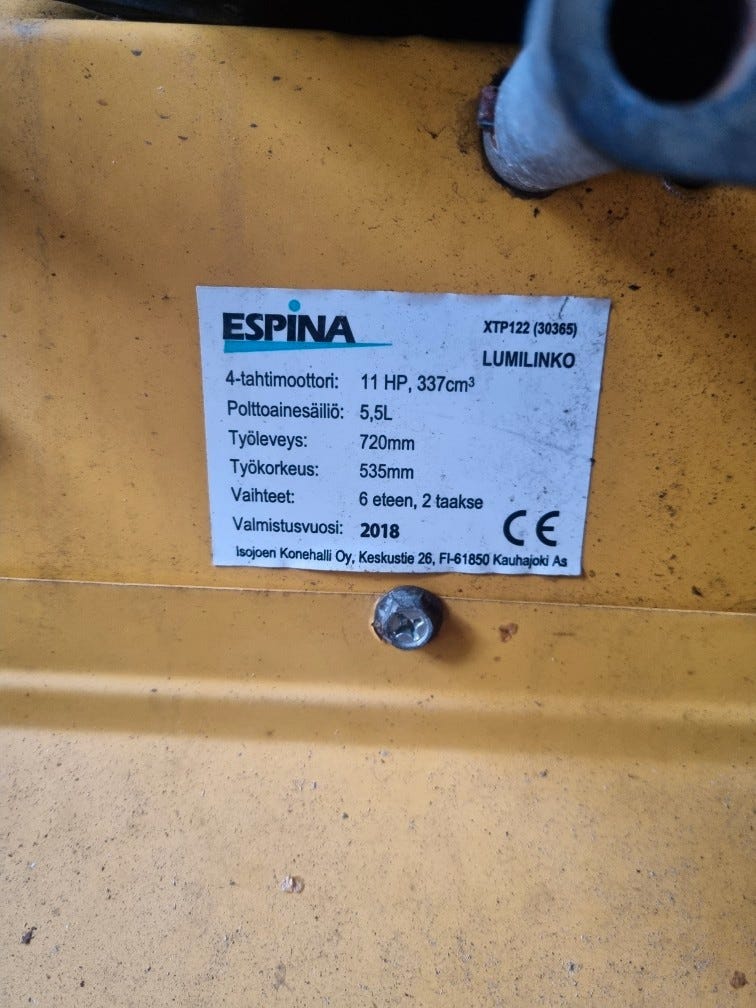 ESPINA
XTP122 (30365)
LUMILINKO
4-tahtimoottori: 11 HP, 337cm³
Polttoainesäiliö: 5,5L
Työleveys: 720mm
Työkorkeus: 535mm
Vaihteet: 6 eteen, 2 taakse
Valmistusvuosi: 2018
CE
Isojoen Konehalli Oy, Keskustie 26, FI-61850 Kauhajoki As